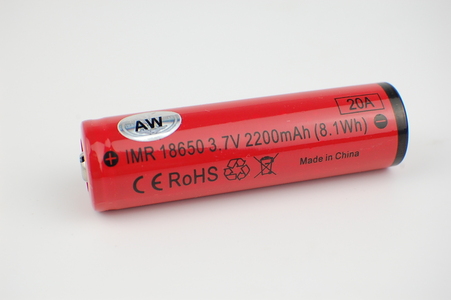 AW
20A
IMR 18650 3.7V 2200mAh (8.1Wh)
CE RoHS
Made in China